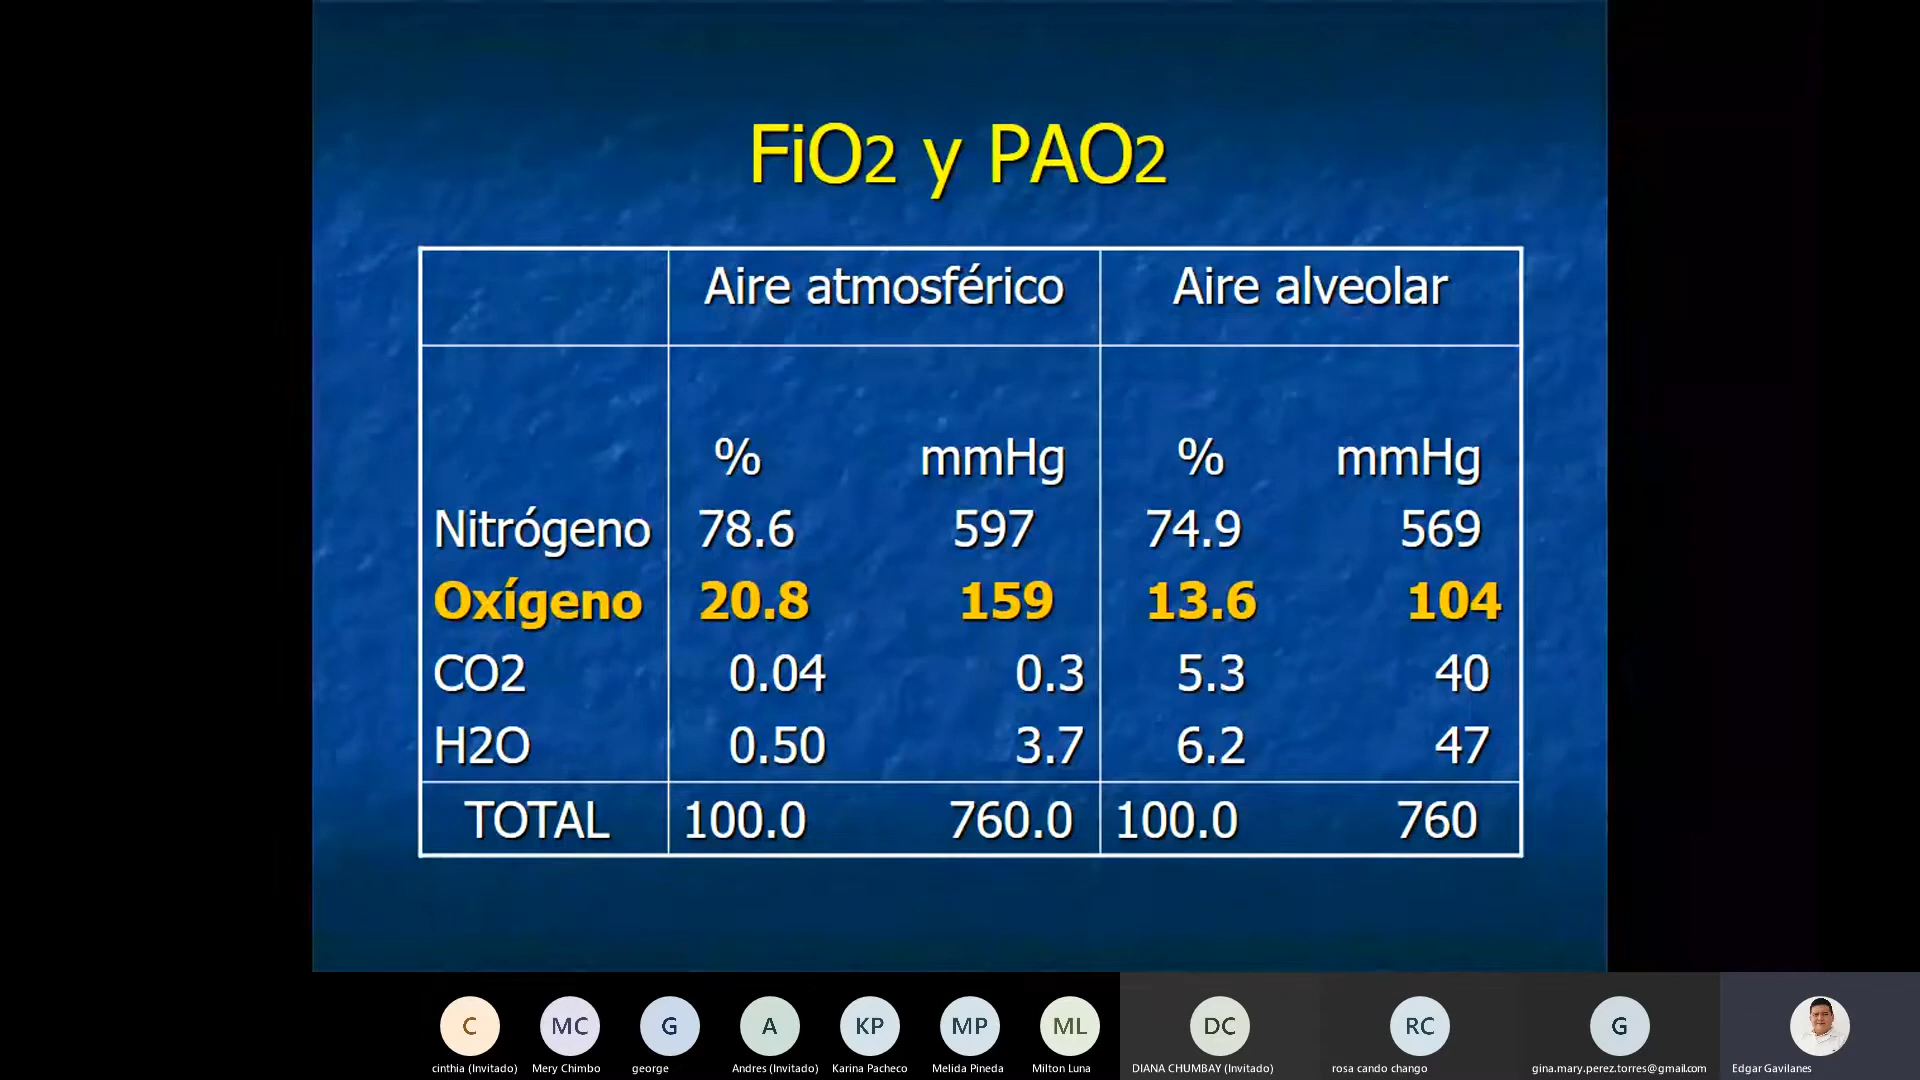 FiO2 y PAO2
Aire atmosférico Aire alveolar
% mmHg % mmHg
Nitrógeno 78.6 597 74.9 569
Oxígeno 20.8 159 13.6 104
CO2 0.04 0.3 5.3 40
H2O 0.50 3.7 6.2 47
TOTAL 100.0 760.0 100.0 760
C MC G A KP MP ML DC RC G
cinthia (Invitado) Mery Chimbo george Andres (Invitado) Karina Pacheco Melida Pineda Milton Luna DIANA CHUMBAY (Invitado) rosa cando chango gina.mary.perez.torres@gmail.com Edgar Gavilanes